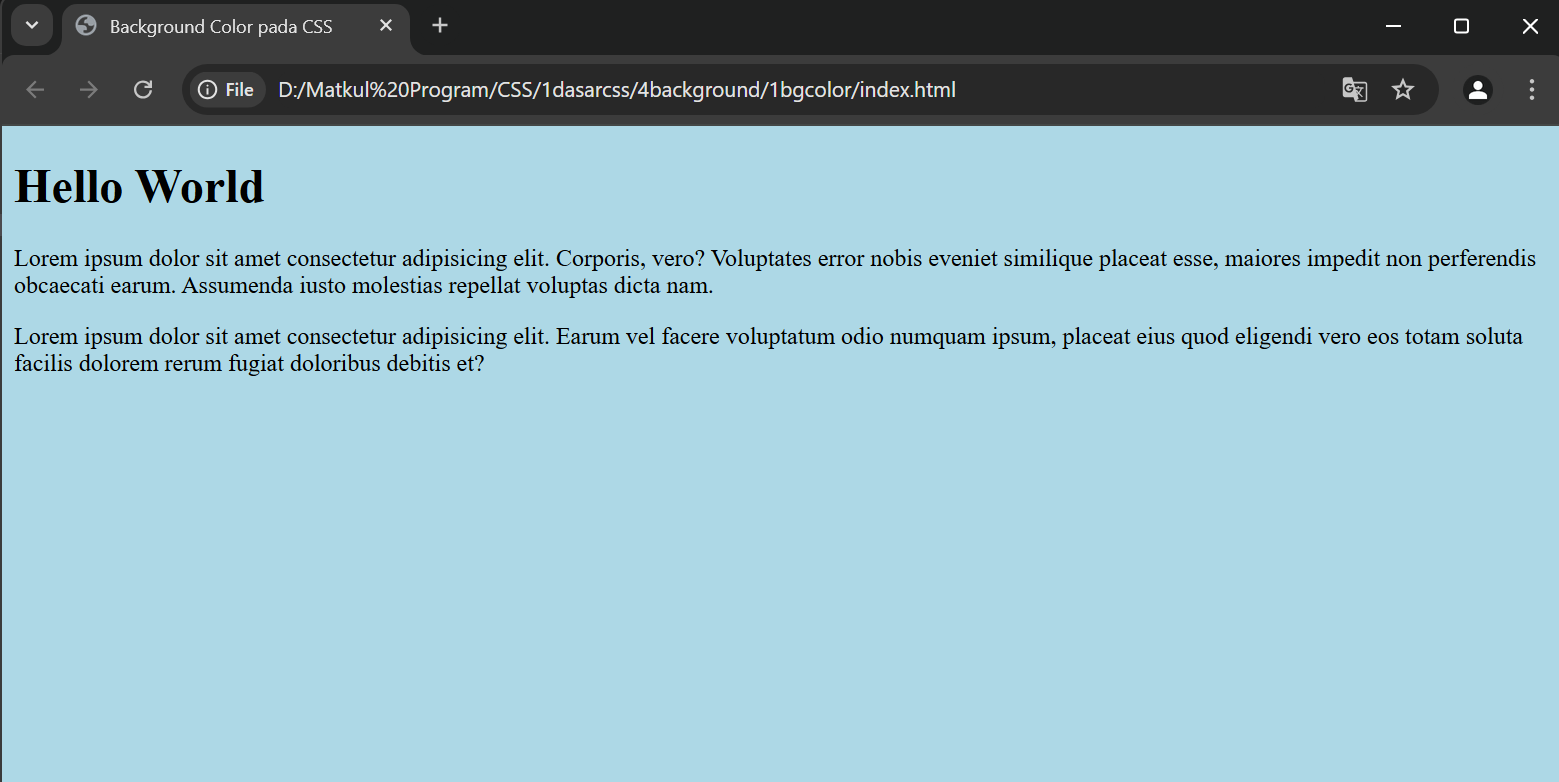 Background Color pada CSS
File D:/Matkul%20Program/CSS/1dasarcss/4background/1bgcolor/index.html
Hello World
Lorem ipsum dolor sit amet consectetur adipisicing elit. Corporis, vero? Voluptates error nobis eveniet similique placeat esse, maiores impedit non perferendis
obcaecati earum. Assumenda iusto molestias repellat voluptas dicta nam.
Lorem ipsum dolor sit amet consectetur adipisicing elit. Earum vel facere voluptatum odio numquam ipsum, placeat eius quod eligendi vero eos totam soluta
facilis dolorem rerum fugiat doloribus debitis et?